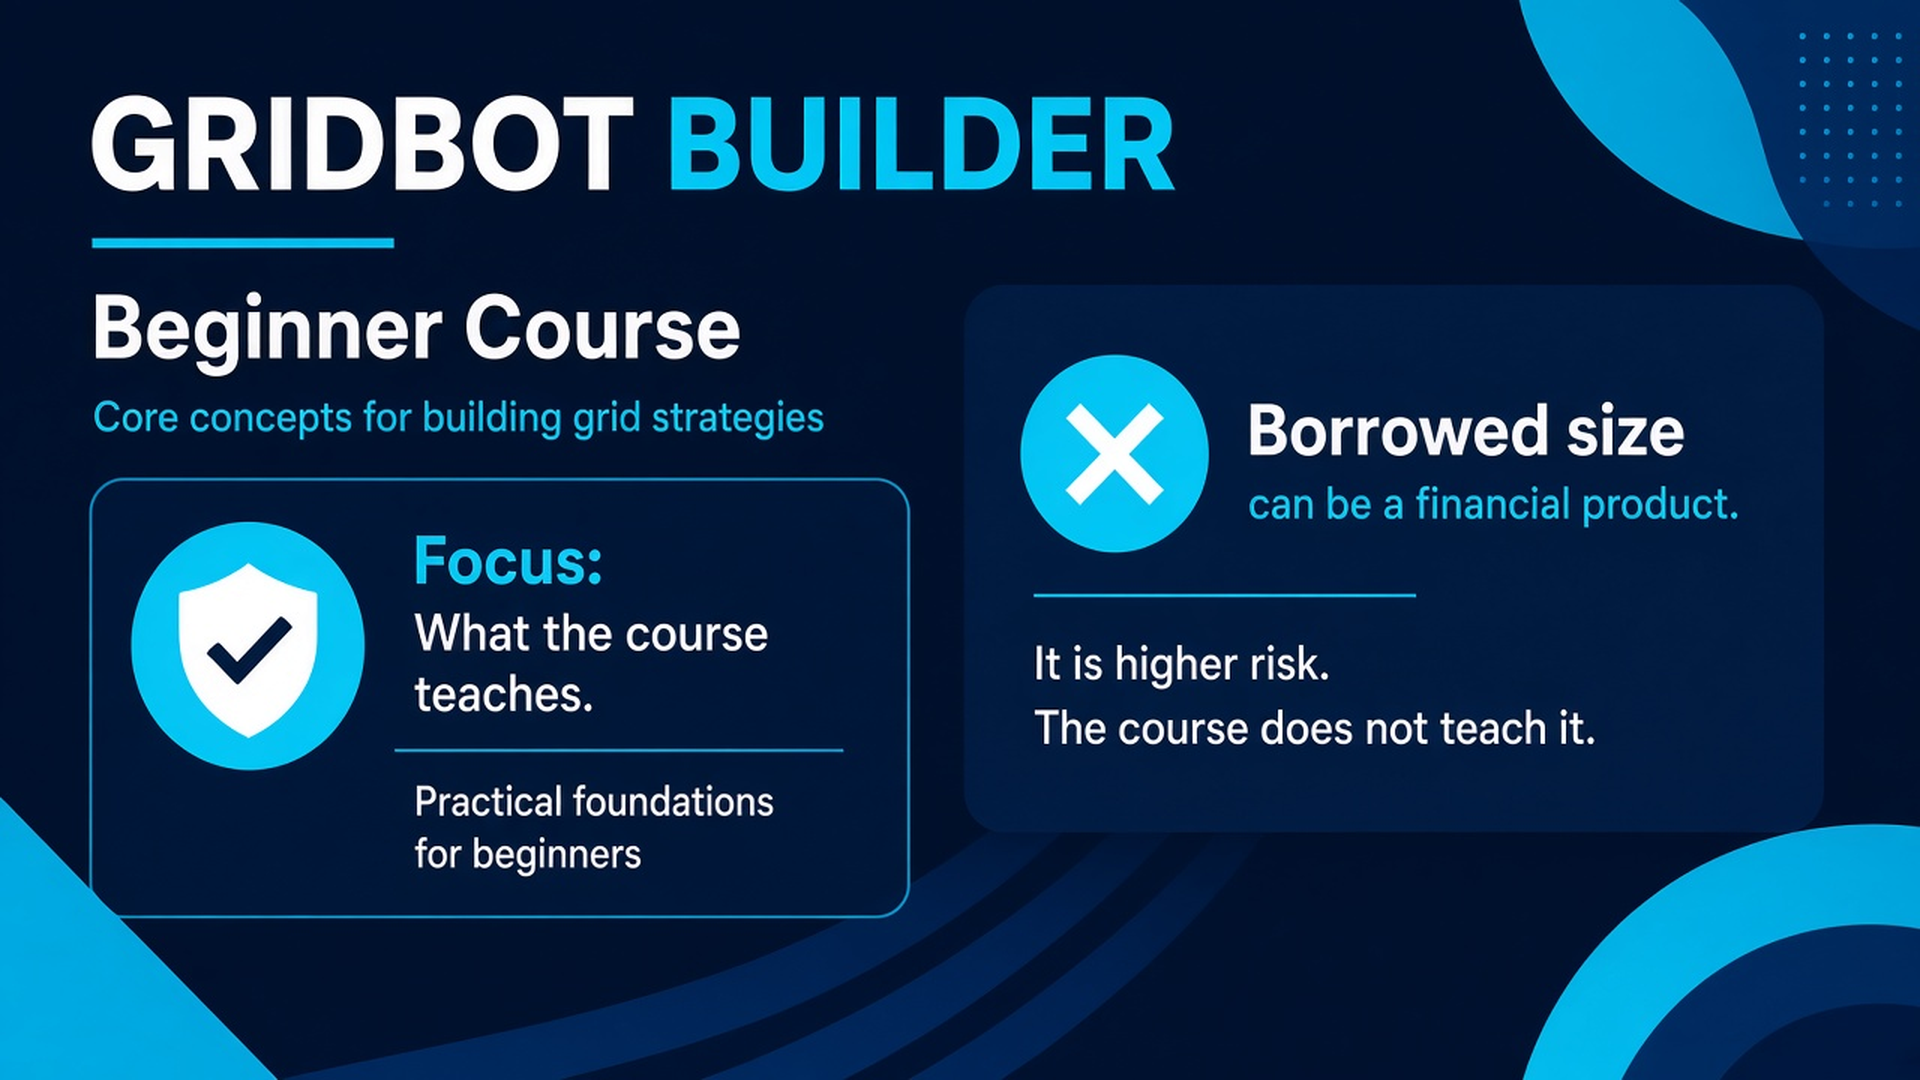 GRIDBOT BUILDER
Beginner Course
Core concepts for building grid strategies
Focus:
What the course
teaches.
Practical foundations
for beginners
Borrowed size
can be a financial product.
It is higher risk.
The course does not teach it.